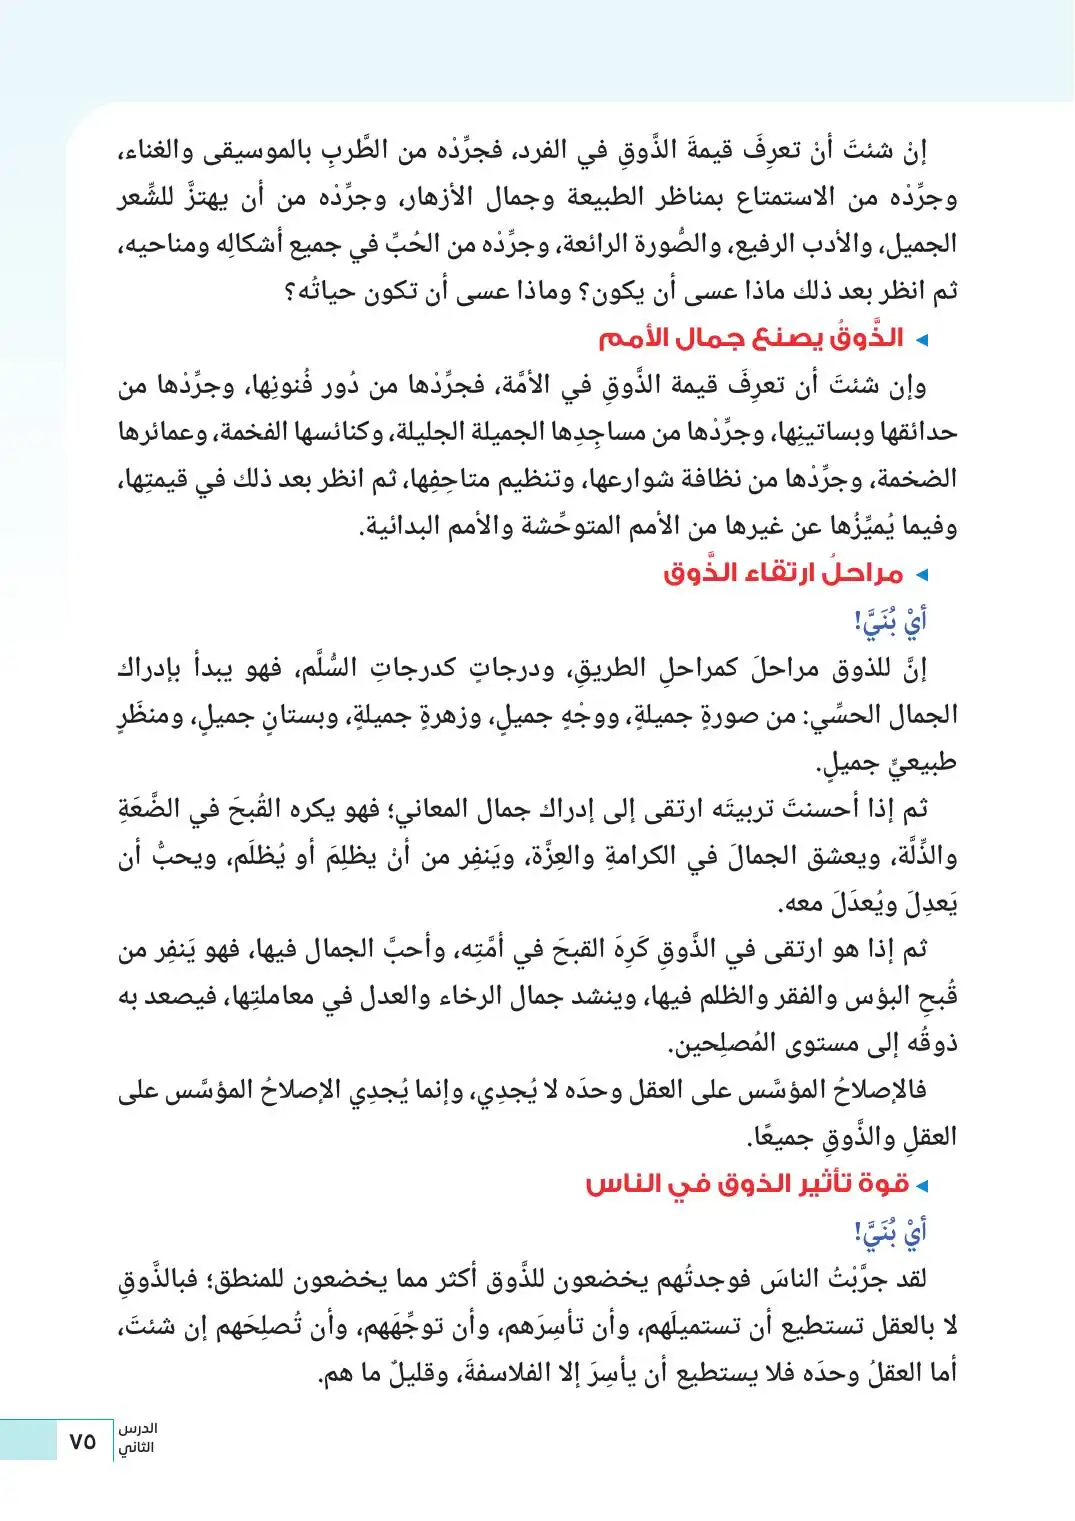 إنْ شئتَ أنْ تعرِفَ قيمةَ الذَّوقِ في الفرد، فجرِّدْه من الطَّربِ بالموسيقى والغناء،
وجرِّدْه من الاستمتاع بمناظر الطبيعة وجمال الأزهار، وجرِّدْه من أن يهتزَّ للشِّعر
الجميل، والأدب الرفيع، والصُّورة الرائعة، وجرِّدْه من الحُبِّ في جميع أشكالِه ومناحيه،
ثم انظر بعد ذلك ماذا عسى أن يكون؟ وماذا عسى أن تكون حياتُه؟
◂ الذَّوقُ يصنع جمال الأمم
وإن شئتَ أن تعرِفَ قيمة الذَّوقِ في الأمَّة، فجرِّدْها من دُور فُنونِها، وجرِّدْها من
حدائقها وبساتينِها، وجرِّدْها من مساجِدِها الجميلة الجليلة، وكنائسها الفخمة، وعمائرها
الضخمة، وجرِّدْها من نظافة شوارعها، وتنظيم متاحِفِها، ثم انظر بعد ذلك في قيمتِها،
وفيما يُميِّزُها عن غيرها من الأمم المتوحِّشة والأمم البدائية.
◂ مراحلُ ارتقاء الذَّوق
أيْ بُنَيَّ!
إنَّ للذوق مراحلَ كمراحلِ الطريقِ، ودرجاتٍ كدرجاتِ السُّلَّم، فهو يبدأ بإدراك
الجمال الحسِّي: من صورةٍ جميلةٍ، ووجْهٍ جميلٍ، وزهرةٍ جميلةٍ، وبستانٍ جميلٍ، ومنظَرٍ
طبيعيٍّ جميلٍ.
ثم إذا أحسنتَ تربيتَه ارتقى إلى إدراك جمال المعاني؛ فهو يكره القُبحَ في الضَّعَةِ
والذِّلَّة، ويعشق الجمالَ في الكرامةِ والعِزَّة، ويَنفِر من أنْ يظلِمَ أو يُظلَم، ويحبُّ أن
يَعدِلَ ويُعدَلَ معه.
ثم إذا هو ارتقى في الذَّوقِ كَرِهَ القبحَ في أمَّتِه، وأحبَّ الجمال فيها، فهو يَنفِر من
قُبحِ البؤس والفقر والظلم فيها، وينشد جمال الرخاء والعدل في معاملتِها، فيصعد به
ذوقُه إلى مستوى المُصلِحين.
فالإصلاحُ المؤسَّس على العقل وحدَه لا يُجدِي، وإنما يُجدِي الإصلاحُ المؤسَّس على
العقلِ والذَّوقِ جميعًا.
◂ قوة تأثير الذوق في الناس
أيْ بُنَيَّ!
لقد جرَّبْتُ الناسَ فوجدتُهم يخضعون للذَّوق أكثر مما يخضعون للمنطق؛ فبالذَّوقِ
لا بالعقل تستطيع أن تستميلَهم، وأن تأسِرَهم، وأن توجِّهَهم، وأن تُصلِحَهم إن شئتَ،
أما العقلُ وحدَه فلا يستطيع أن يأسِرَ إلا الفلاسفةَ، وقليلٌ ما هم.
الدرس
الثاني
٧٥